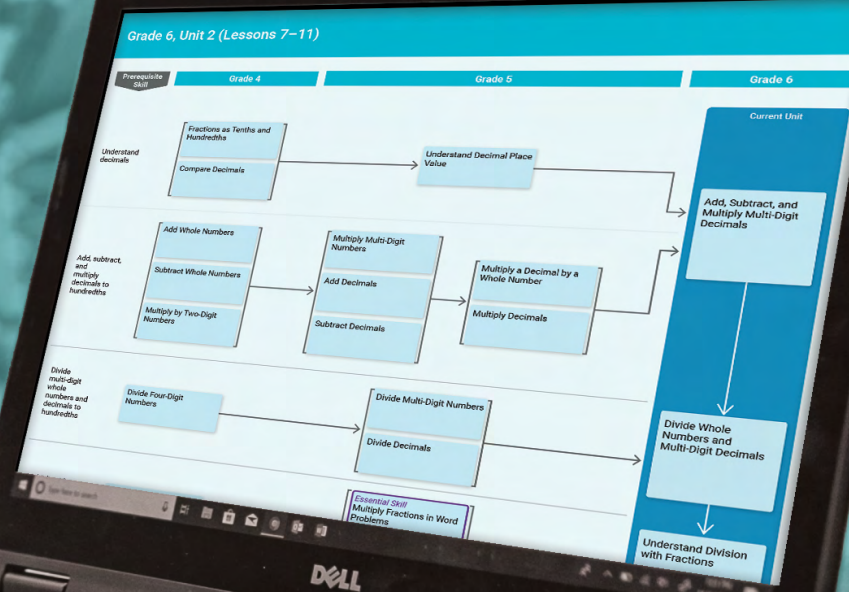 Grade 6, Unit 2 (Lessons 7–11)
Prerequisite
Skill
Grade 4
Grade 5
Grade 6
Current Unit
Understand
decimals
Fractions as Tenths and
Hundredths
Compare Decimals
Understand Decimal Place
Value
Add, Subtract, and
Multiply Multi-Digit
Decimals
Add, subtract,
and
multiply
decimals to
hundredths
Add Whole Numbers
Subtract Whole Numbers
Multiply by Two-Digit
Numbers
Multiply Multi-Digit
Numbers
Add Decimals
Subtract Decimals
Multiply a Decimal by a
Whole Number
Multiply Decimals
Divide
multi-digit
whole
numbers and
decimals to
hundredths
Divide Four-Digit
Numbers
Divide Multi-Digit Numbers
Divide Decimals
Divide Whole
Numbers and
Multi-Digit Decimals
Essential Skill
Multiply Fractions in Word
Problems
Understand Division
with Fractions
Type here to search
DELL